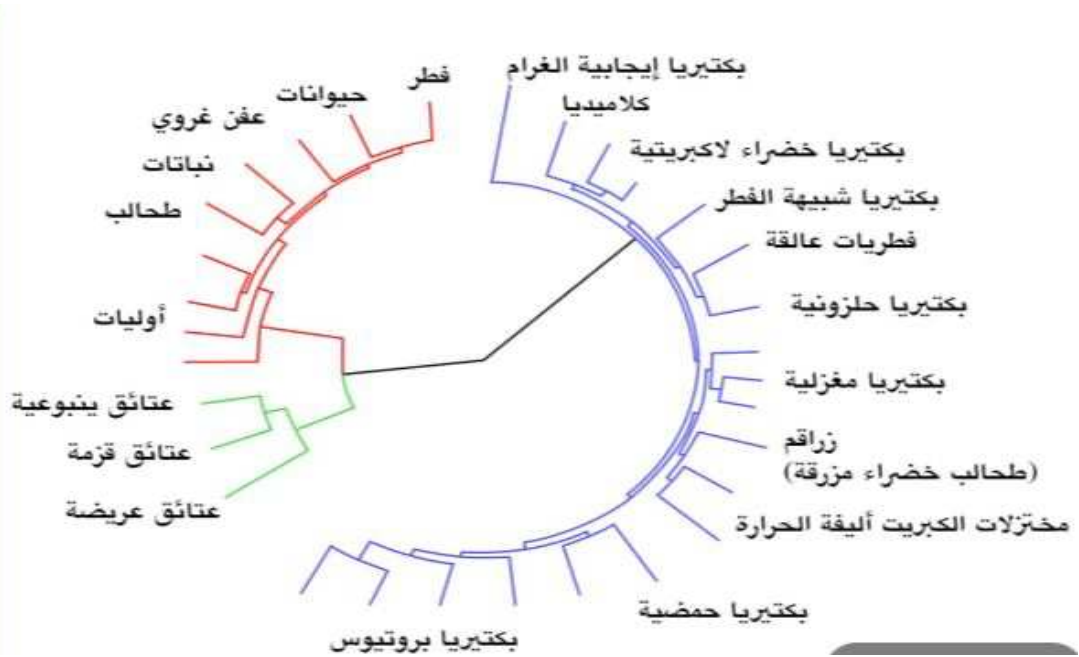 بكتيريا إيجابية الغرام
كلاميديا
بكتيريا خضراء لاكبريتية
بكتيريا شبيهة الفطر
فطريات عالقة
بكتيريا حلزونية
بكتيريا مغزلية
زراقم
(طحالب خضراء مزرقة)
مختزلات الكبريت أليفة الحرارة
بكتيريا حمضية
بكتيريا بروتيوس
فطر
حيوانات
عفن غروي
نباتات
طحالب
أوليات
عتائق ينبوعية
عتائق قزمة
عتائق عريضة